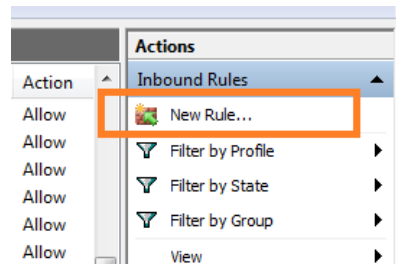 Actions
Action
Inbound Rules
Allow
New Rule...
Allow
Filter by Profile
Allow
Allow
Filter by State
Allow
Filter by Group
Allow
View